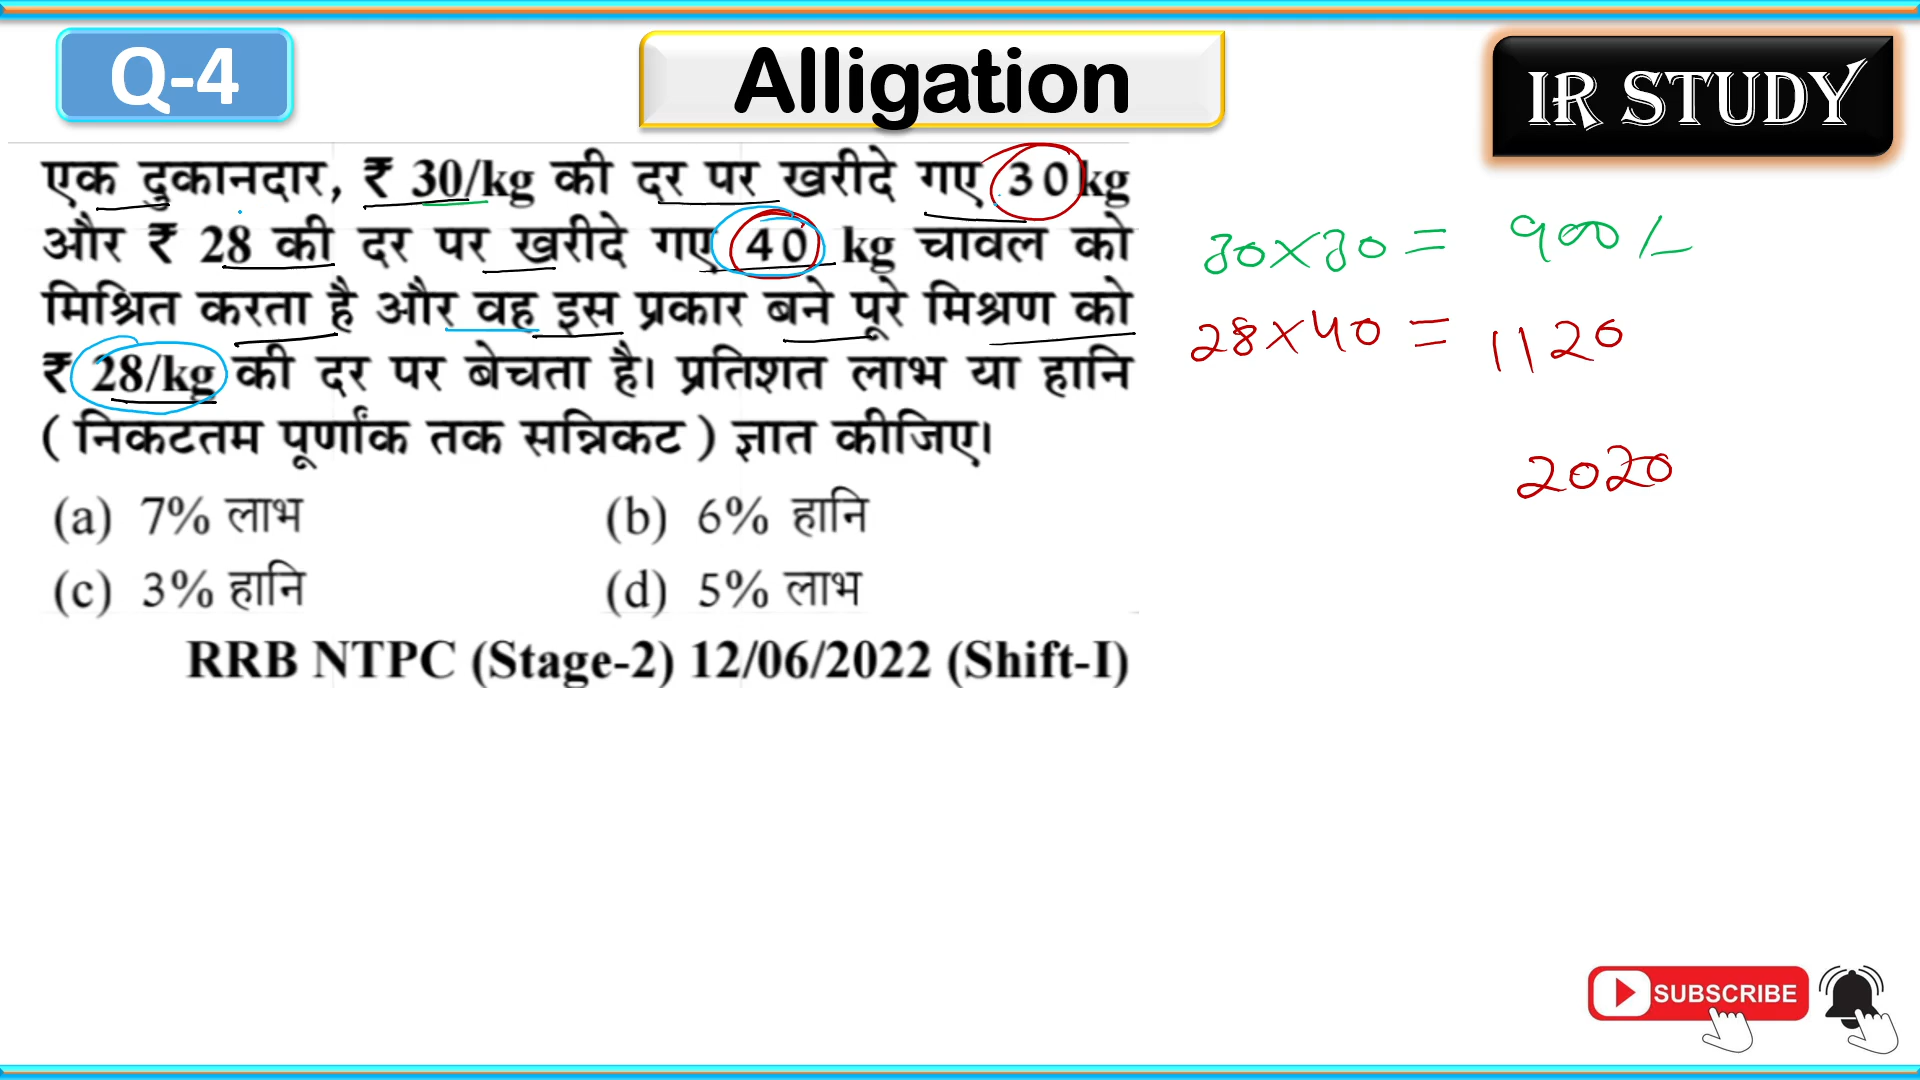 Q-4
Alligation
IR STUDY
एक दुकानदार, ₹ 30/kg की दर पर खरीदे गए 30kg
और ₹ 28 की दर पर खरीदे गए 40 kg चावल को
मिश्रित करता है और वह इस प्रकार बने पूरे मिश्रण को
₹ 28/kg की दर पर बेचता है। प्रतिशत लाभ या हानि
( निकटतम पूर्णांक तक सन्निकट ) ज्ञात कीजिए।
(a) 7% लाभ (b) 6% हानि
(c) 3% हानि (d) 5% लाभ
RRB NTPC (Stage-2) 12/06/2022 (Shift-I)
30×30 = 900/-
28×40 = 1120
2020
SUBSCRIBE